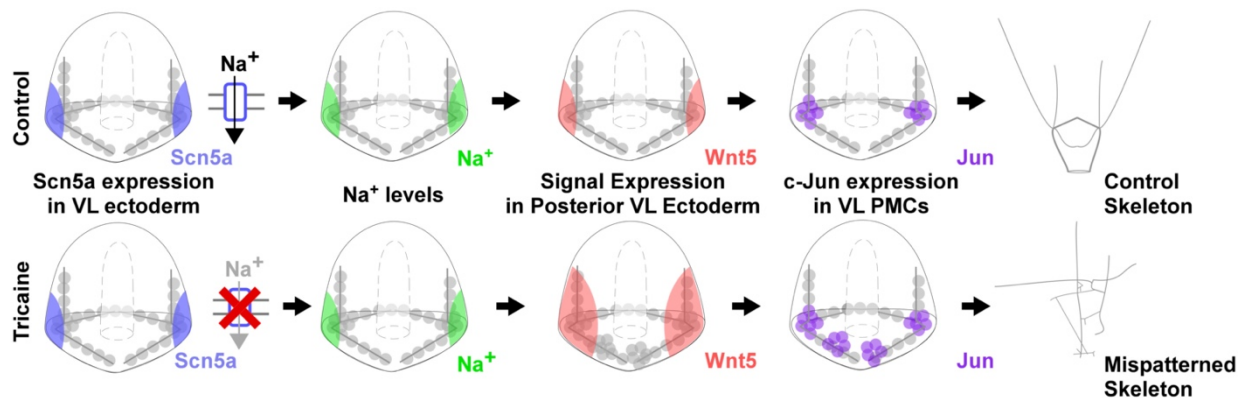 Control
Na⁺
Scn5a
Na⁺
Wnt5
Jun
Scn5a expression
in VL ectoderm
Na⁺ levels
Signal Expression
in Posterior VL Ectoderm
c-Jun expression
in VL PMCs
Control
Skeleton
Tricaine
Na⁺
Scn5a
Na⁺
Wnt5
Jun
Mispatterned
Skeleton